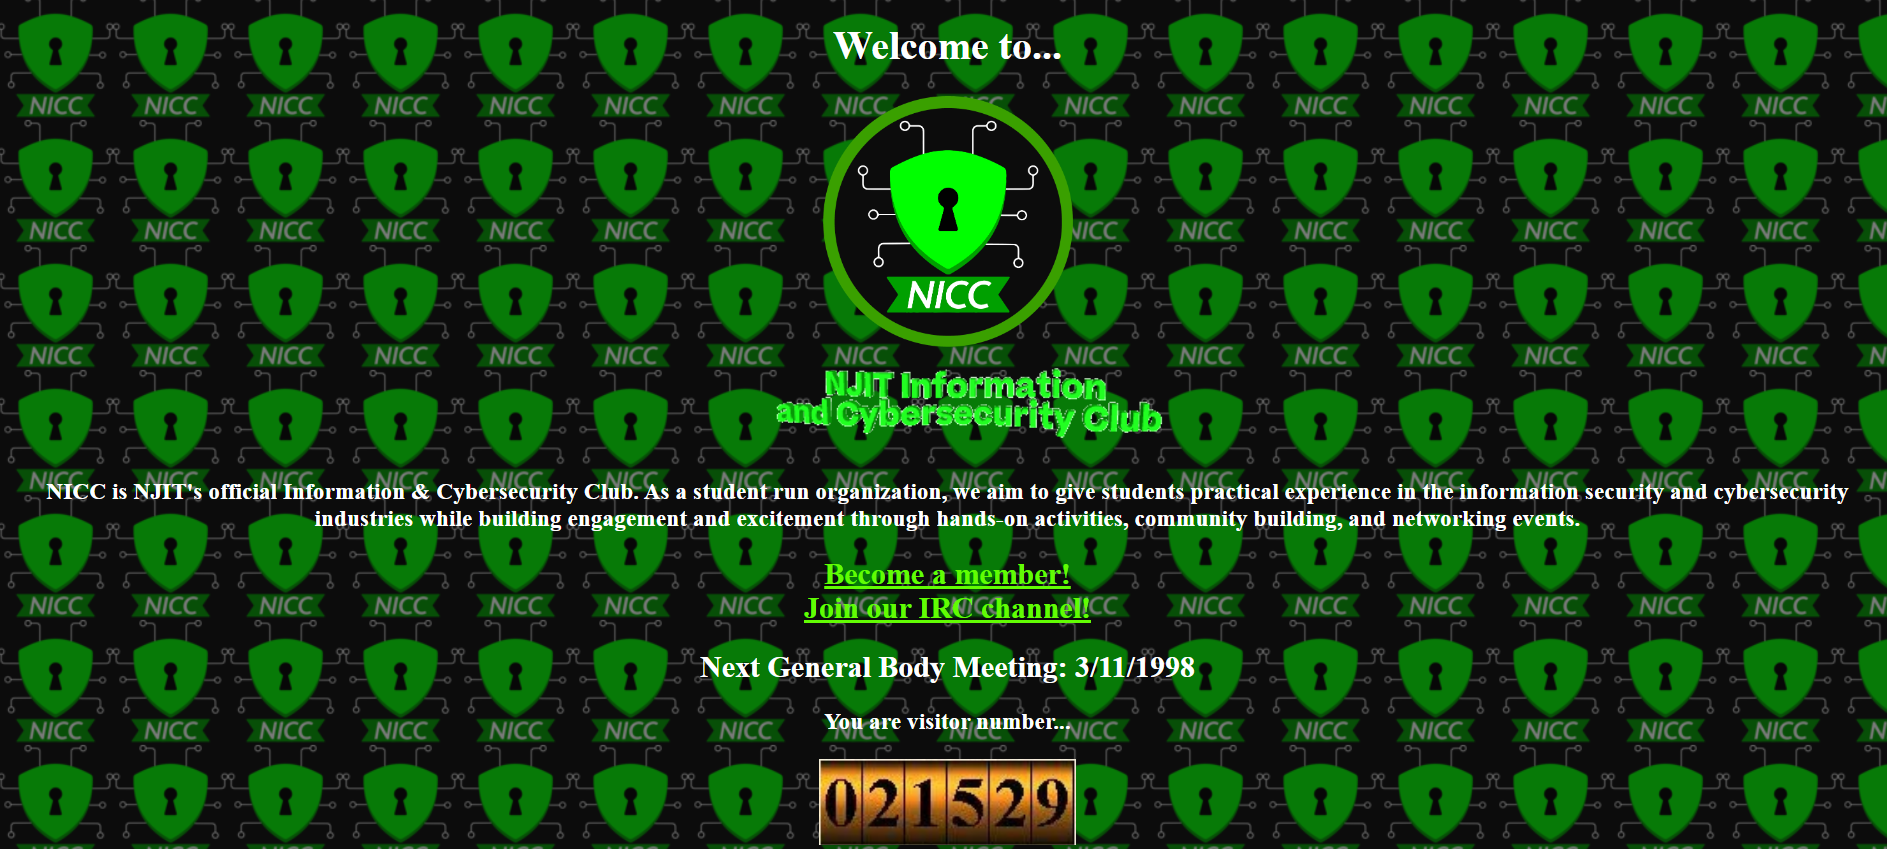 Welcome to...
NICC
NJIT Information
and Cybersecurity Club
NICC is NJIT's official Information & Cybersecurity Club. As a student run organization, we aim to give students practical experience in the information security and cybersecurity
industries while building engagement and excitement through hands-on activities, community building, and networking events.
Become a member!
Join our IRC channel!
Next General Body Meeting: 3/11/1998
You are visitor number...
021529